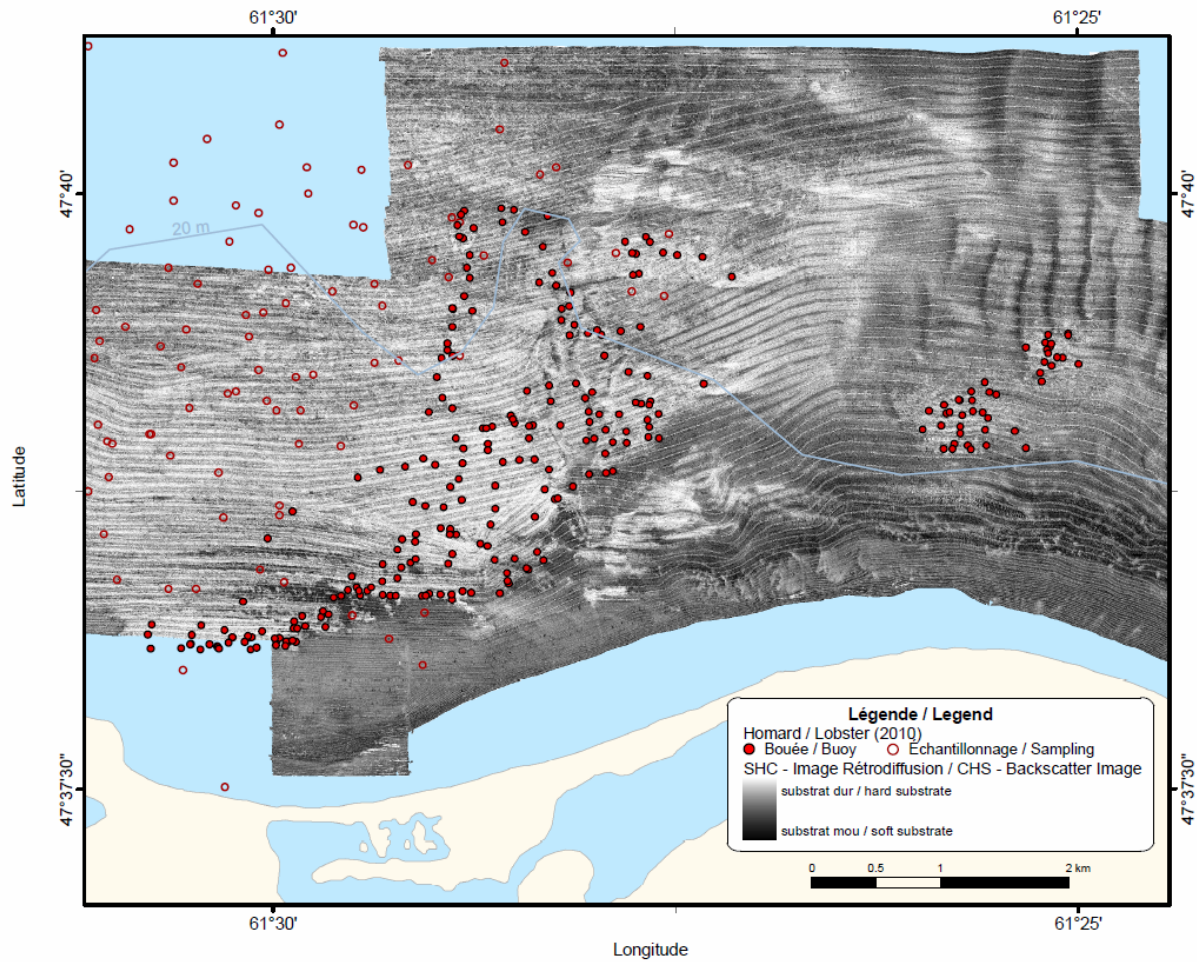 61°30'
61°25'
47°40'
47°40'
20 m
Latitude
Légende / Legend
Homard / Lobster (2010)
Bouée / Buoy
Échantillonnage / Sampling
SHC - Image Rétrodiffusion / CHS - Backscatter Image
substrat dur / hard substrate
substrat mou / soft substrate
47°37'30"
47°37'30"
0 0.5 1 2 km
61°30'
61°25'
Longitude